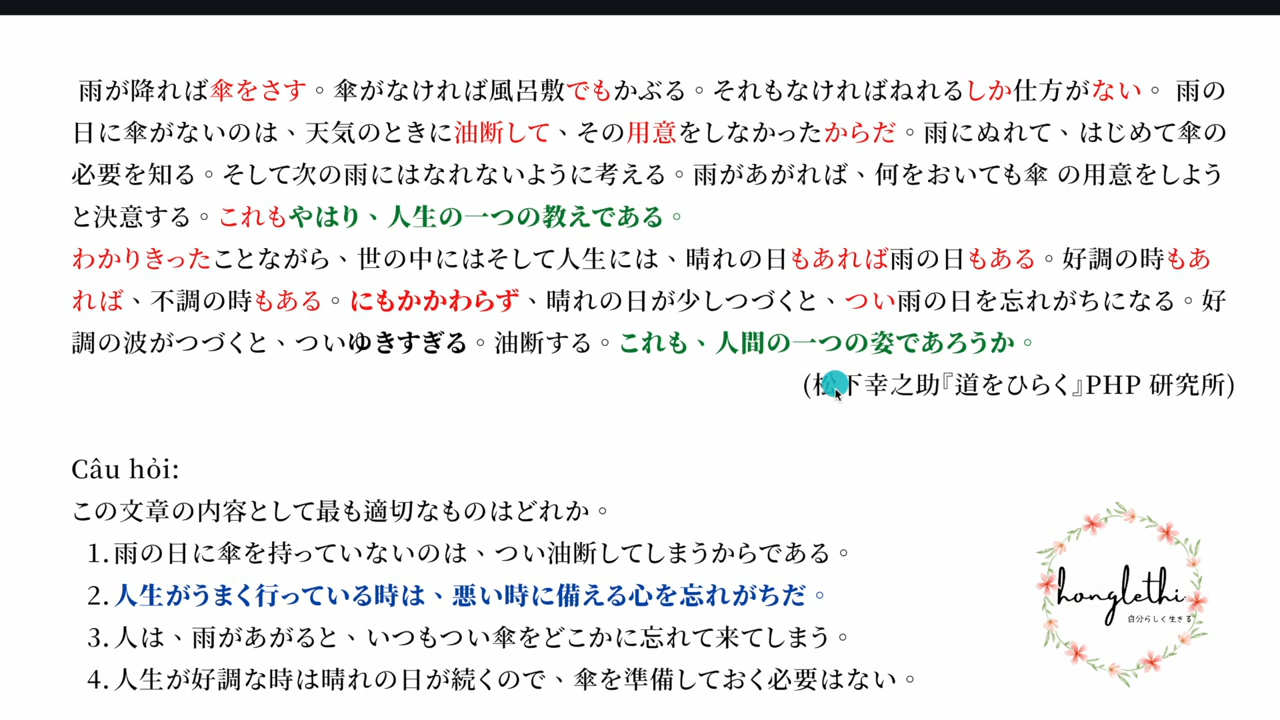 雨が降れば傘をさす。傘がなければ風呂敷でもかぶる。それもなければねれるしか仕方がない。 雨の
日に傘がないのは、天気のときに油断して、その用意をしなかったからだ。雨にぬれて、はじめて傘の
必要を知る。そして次の雨にはなれないように考える。雨があがれば、何をおいても傘 の用意をしよう
と決意する。これもやはり、人生の一つの教えである。
わかりきったことながら、世の中にはそして人生には、晴れの日もあれば雨の日もある。好調の時もあ
れば、不調の時もある。にもかかわらず、晴れの日が少しつづくと、つい雨の日を忘れがちになる。好
調の波がつづくと、ついゆきすぎる。油断する。これも、人間の一つの姿であろうか。
(松下幸之助『道をひらく』PHP 研究所)
Câu hỏi:
この文章の内容として最も適切なものはどれか。
1. 雨の日に傘を持っていないのは、つい油断してしまうからである。
2. 人生がうまく行っている時は、悪い時に備える心を忘れがちだ。
3. 人は、雨があがると、いつもつい傘をどこかに忘れて来てしまう。
4. 人生が好調な時は晴れの日が続くので、傘を準備しておく必要はない。
honglethi
自分らしく生きる